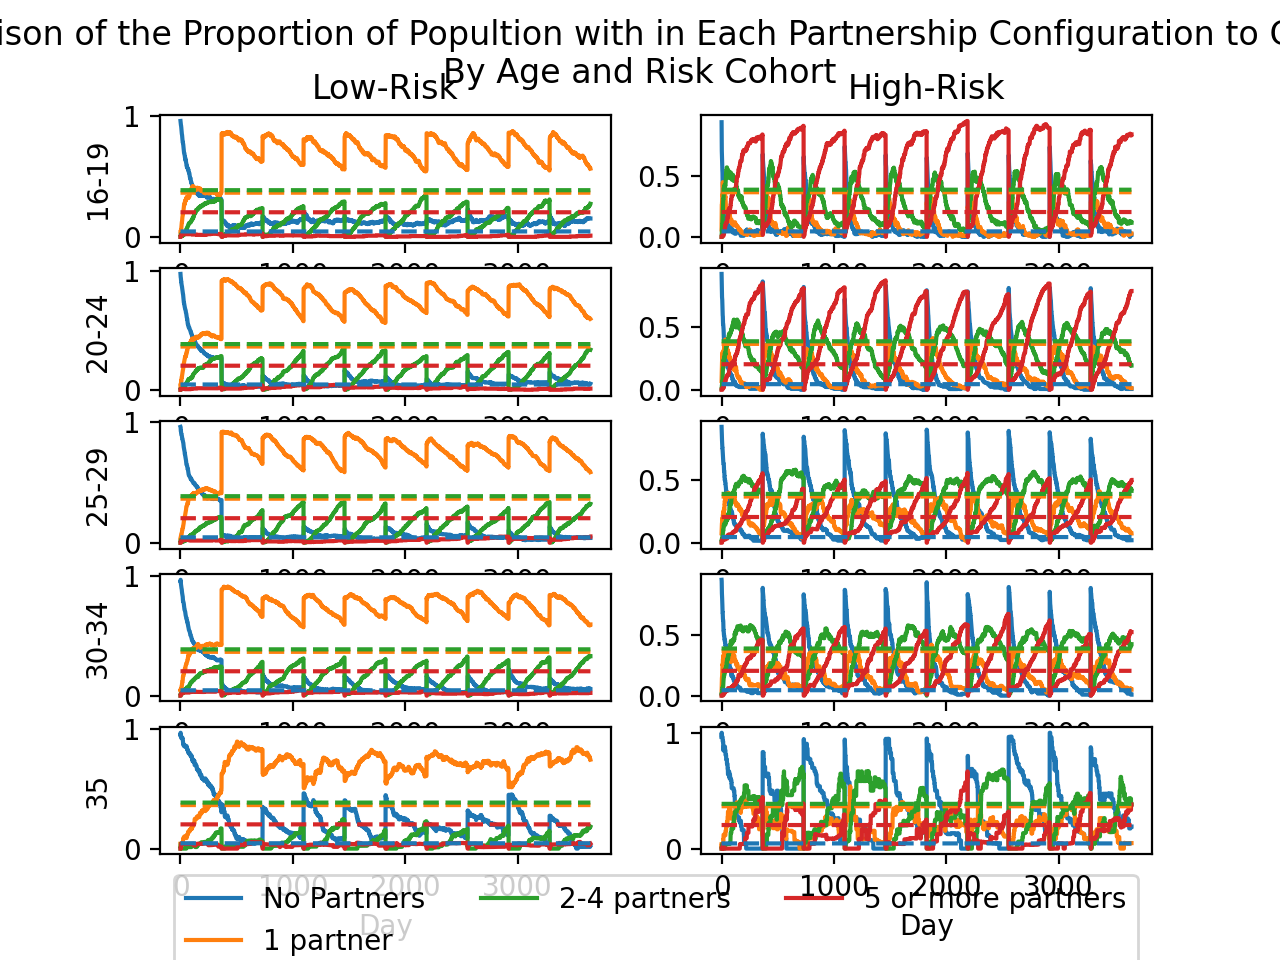 of the Proportion of Popultion with in Each Partnership Configuration to
By Age and Risk Cohort
Low-Risk
High-Risk
16-19
1
0
0.5
0.0
20-24
1
0
0.5
0.0
25-29
1
0
0.5
0.0
30-34
1
0
0.5
0.0
35
1
0
1
0
0 1000 2000 3000
Day
0 1000 2000 3000
Day
No Partners
1 partner
2-4 partners
5 or more partners